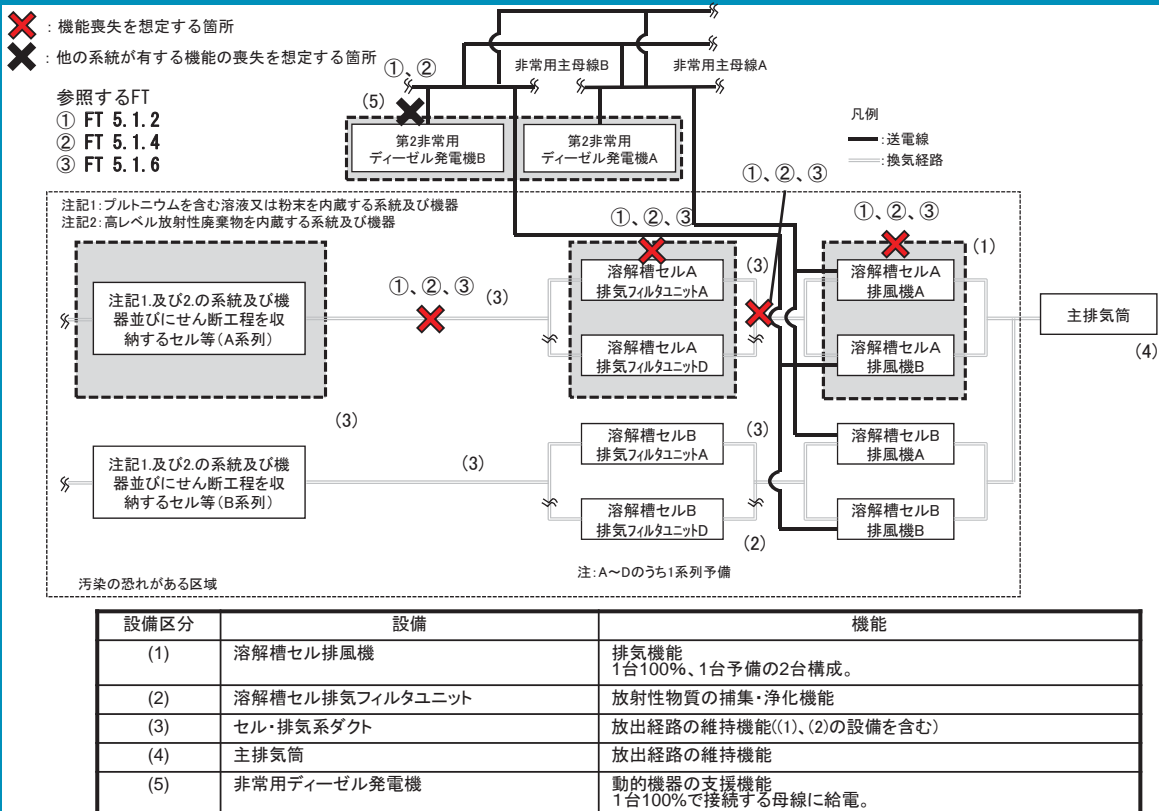 ：機能喪失を想定する箇所
：他の系統が有する機能の喪失を想定する箇所
参照するFT
① FT 5.1.2
② FT 5.1.4
③ FT 5.1.6
①、②
(5)
非常用主母線B
非常用主母線A
第2非常用
ディーゼル発電機B
第2非常用
ディーゼル発電機A
凡例
:送電線
:換気経路
注記1:プルトニウムを含む溶液又は粉末を内蔵する系統及び機器
注記2:高レベル放射性廃棄物を内蔵する系統及び機器
注記1.及び2.の系統及び機
器並びにせん断工程を収
納するセル等(A系列)
①、②、③
(3)
①、②、③
溶解槽セルA
排気フィルタユニットA
溶解槽セルA
排気フィルタユニットD
(3)
①、②、③
①、②、③
(1)
溶解槽セルA
排風機A
溶解槽セルA
排風機B
主排気筒
(4)
(3)
注記1.及び2.の系統及び機
器並びにせん断工程を収
納するセル等(B系列)
(3)
溶解槽セルB
排気フィルタユニットA
溶解槽セルB
排気フィルタユニットD
(3)
(2)
溶解槽セルB
排風機A
溶解槽セルB
排風機B
注:A～Dのうち1系列予備
汚染の恐れがある区域
設備区分 設備 機能
(1) 溶解槽セル排風機 排気機能
1台100%、1台予備の2台構成。
(2) 溶解槽セル排気フィルタユニット 放射性物質の捕集・浄化機能
(3) セル・排気系ダクト 放出経路の維持機能((1)、(2)の設備を含む)
(4) 主排気筒 放出経路の維持機能
(5) 非常用ディーゼル発電機 動的機器の支援機能
1台100%で接続する母線に給電。